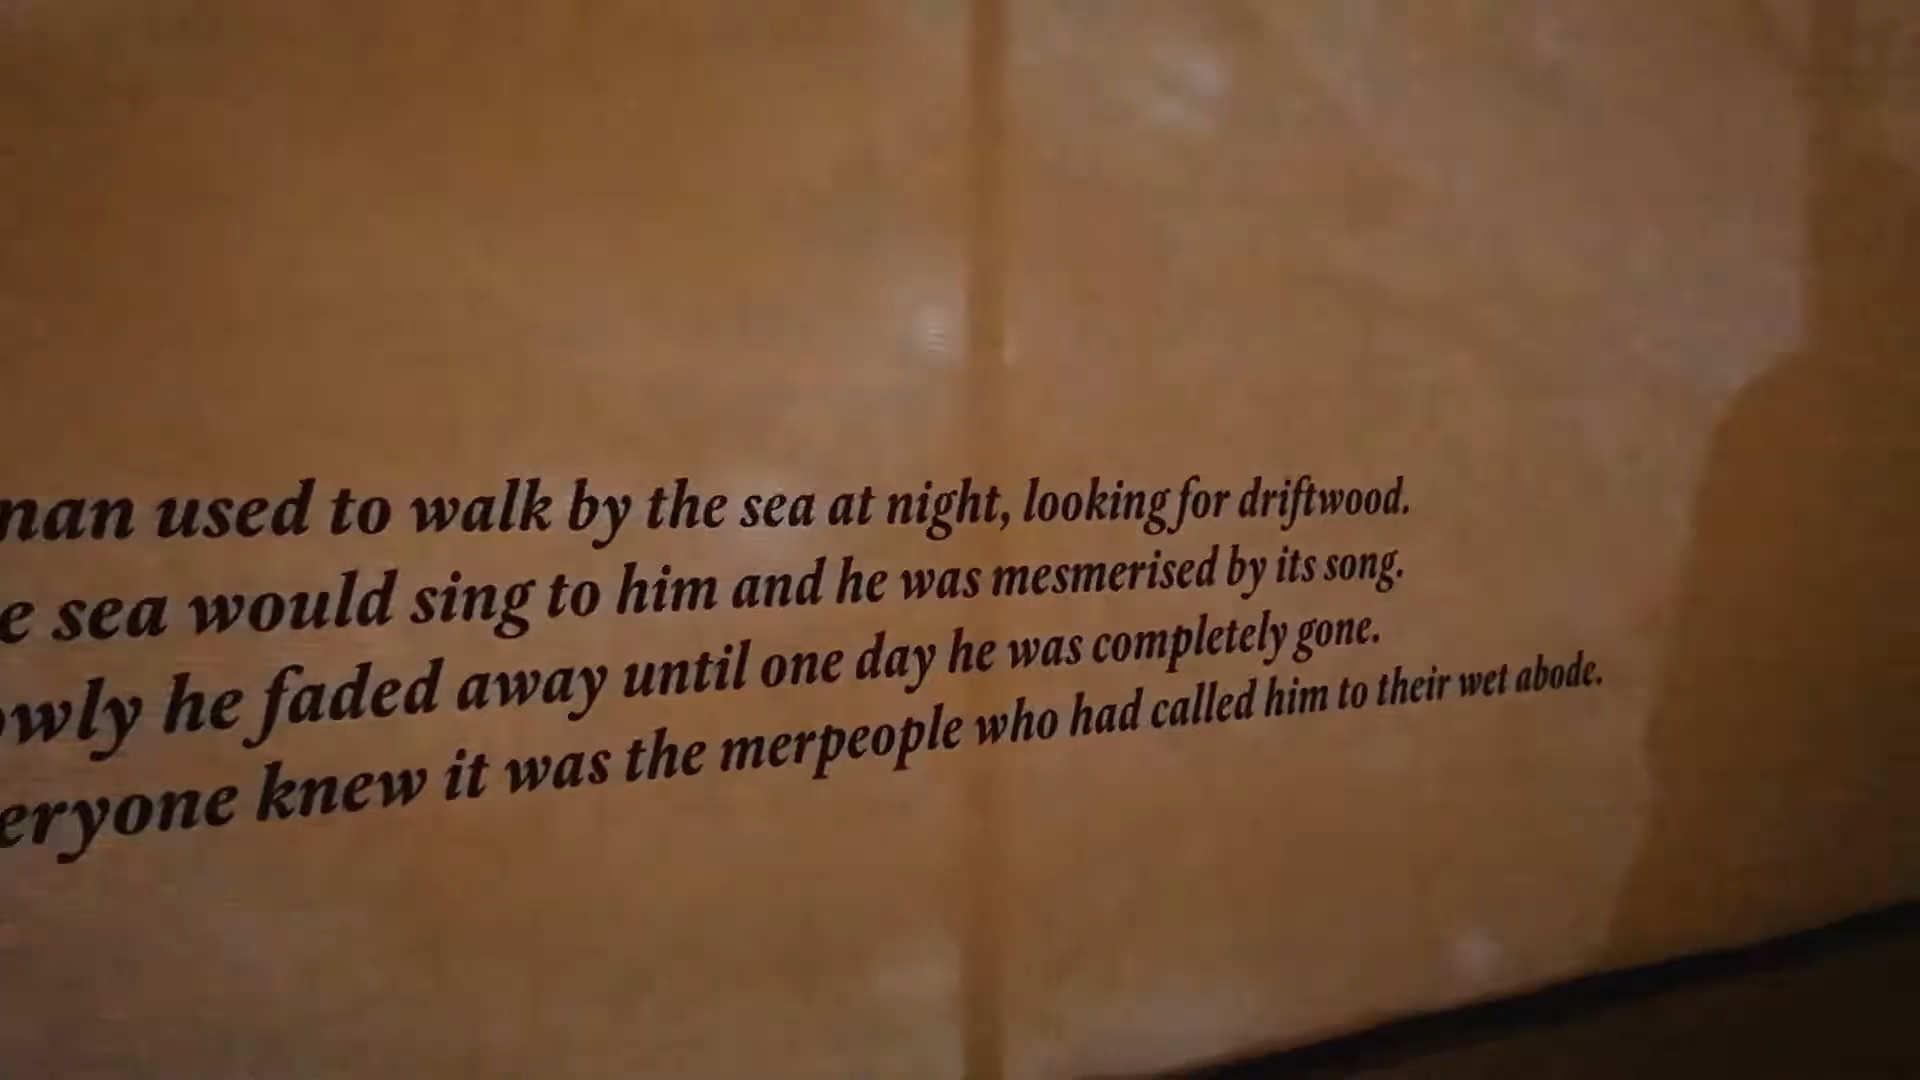 nan used to walk by the sea at night, looking for driftwood.
e sea would sing to him and he was mesmerised by its song.
owly he faded away until one day he was completely gone.
eryone knew it was the merpeople who had called him to their wet abode.